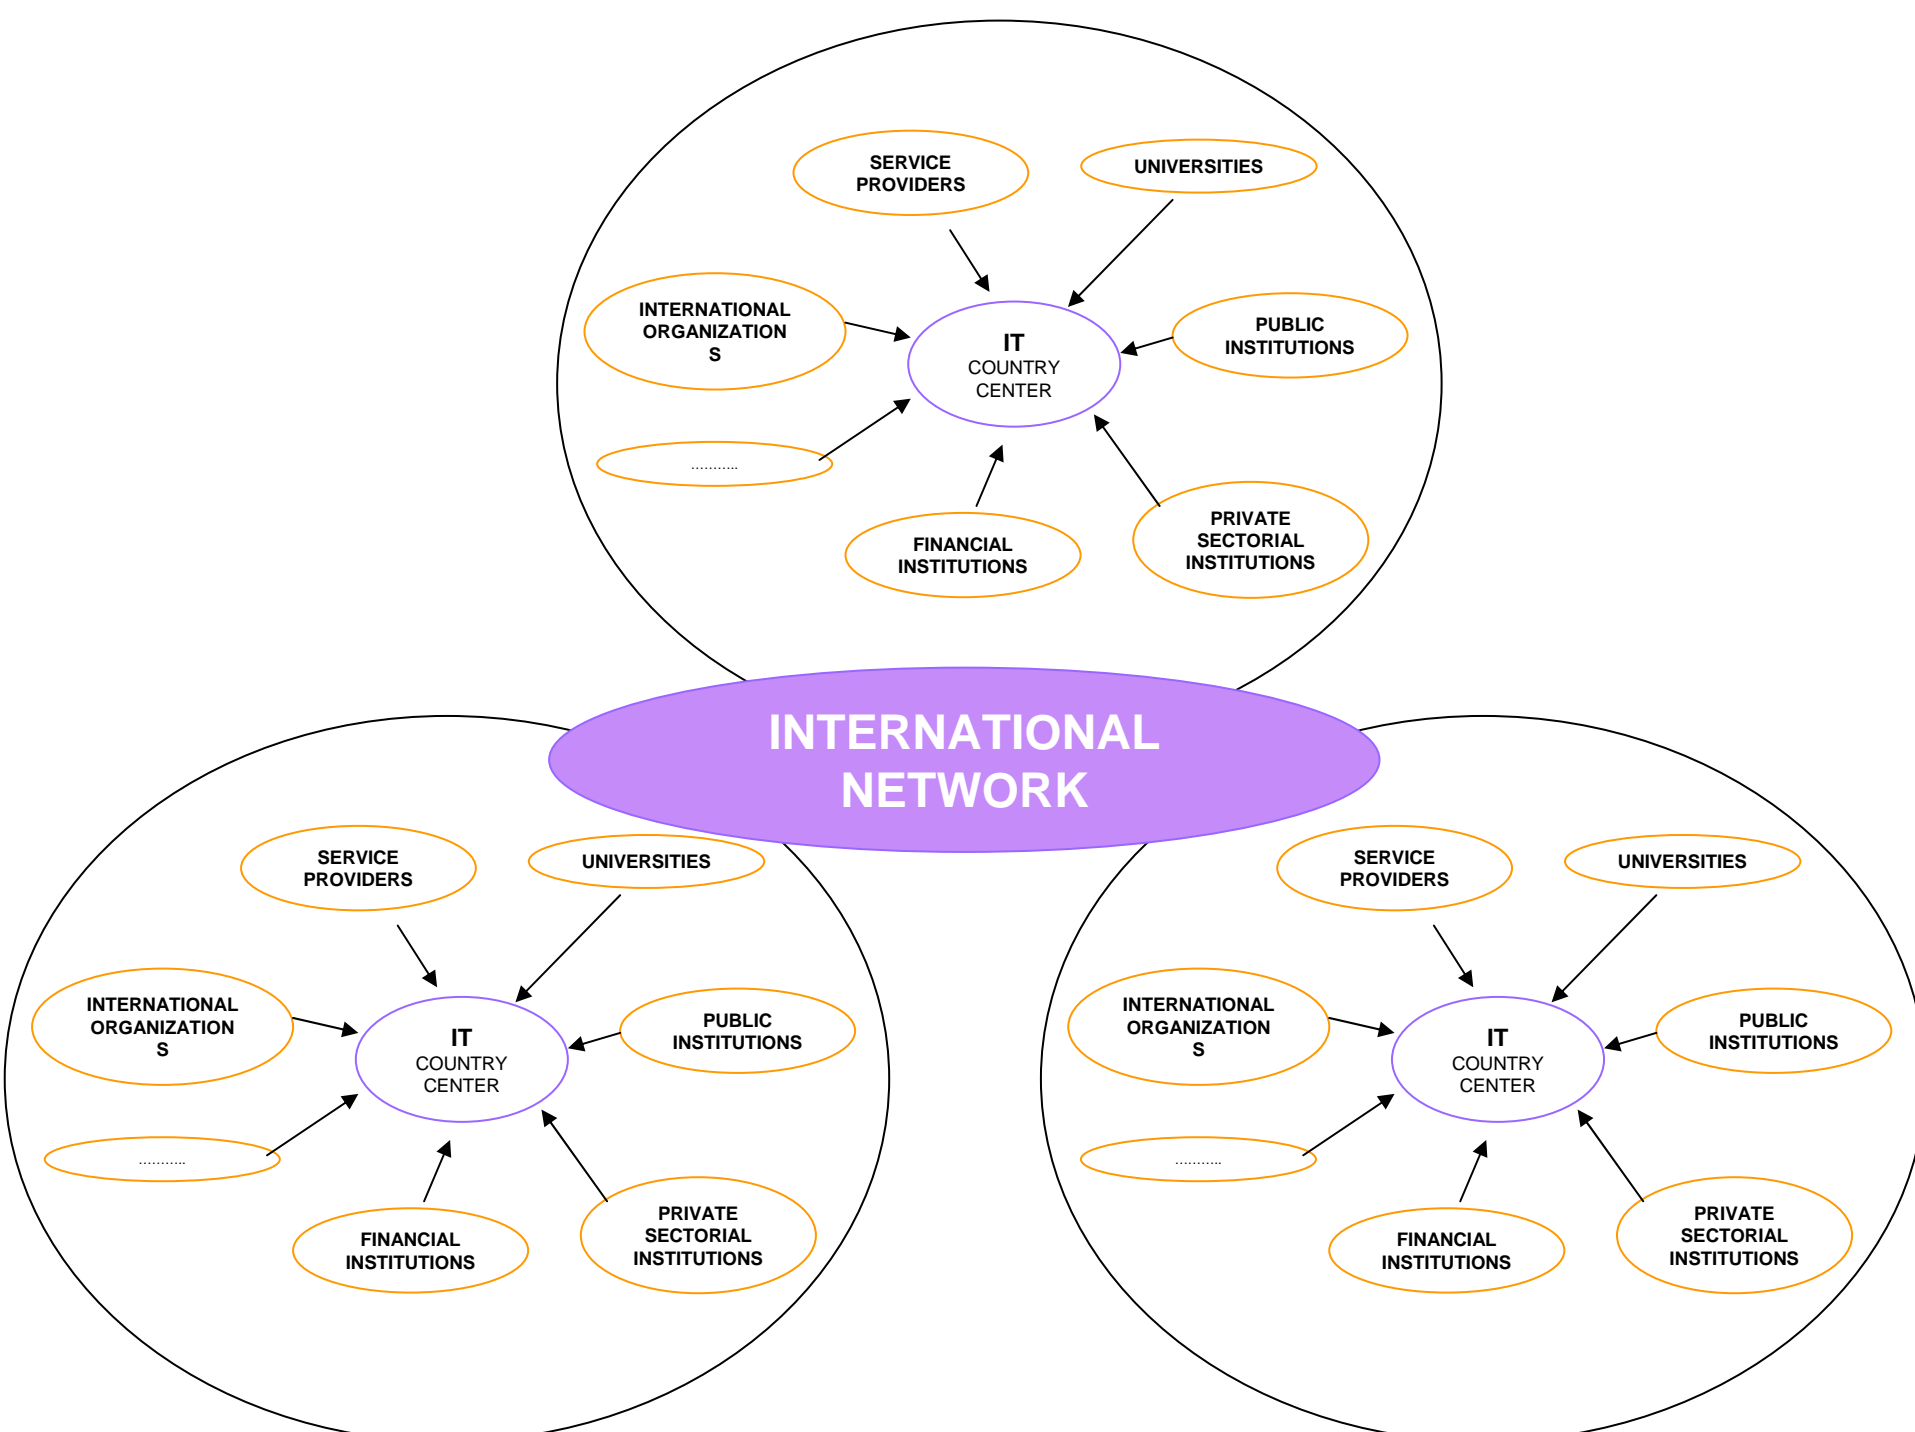 SERVICE
PROVIDERS
UNIVERSITIES
INTERNATIONAL
ORGANIZATION
S
IT
COUNTRY
CENTER
PUBLIC
INSTITUTIONS
………..
FINANCIAL
INSTITUTIONS
PRIVATE
SECTORIAL
INSTITUTIONS
INTERNATIONAL
NETWORK
SERVICE
PROVIDERS
UNIVERSITIES
INTERNATIONAL
ORGANIZATION
S
IT
COUNTRY
CENTER
PUBLIC
INSTITUTIONS
………..
FINANCIAL
INSTITUTIONS
PRIVATE
SECTORIAL
INSTITUTIONS
SERVICE
PROVIDERS
UNIVERSITIES
INTERNATIONAL
ORGANIZATION
S
IT
COUNTRY
CENTER
PUBLIC
INSTITUTIONS
………..
FINANCIAL
INSTITUTIONS
PRIVATE
SECTORIAL
INSTITUTIONS